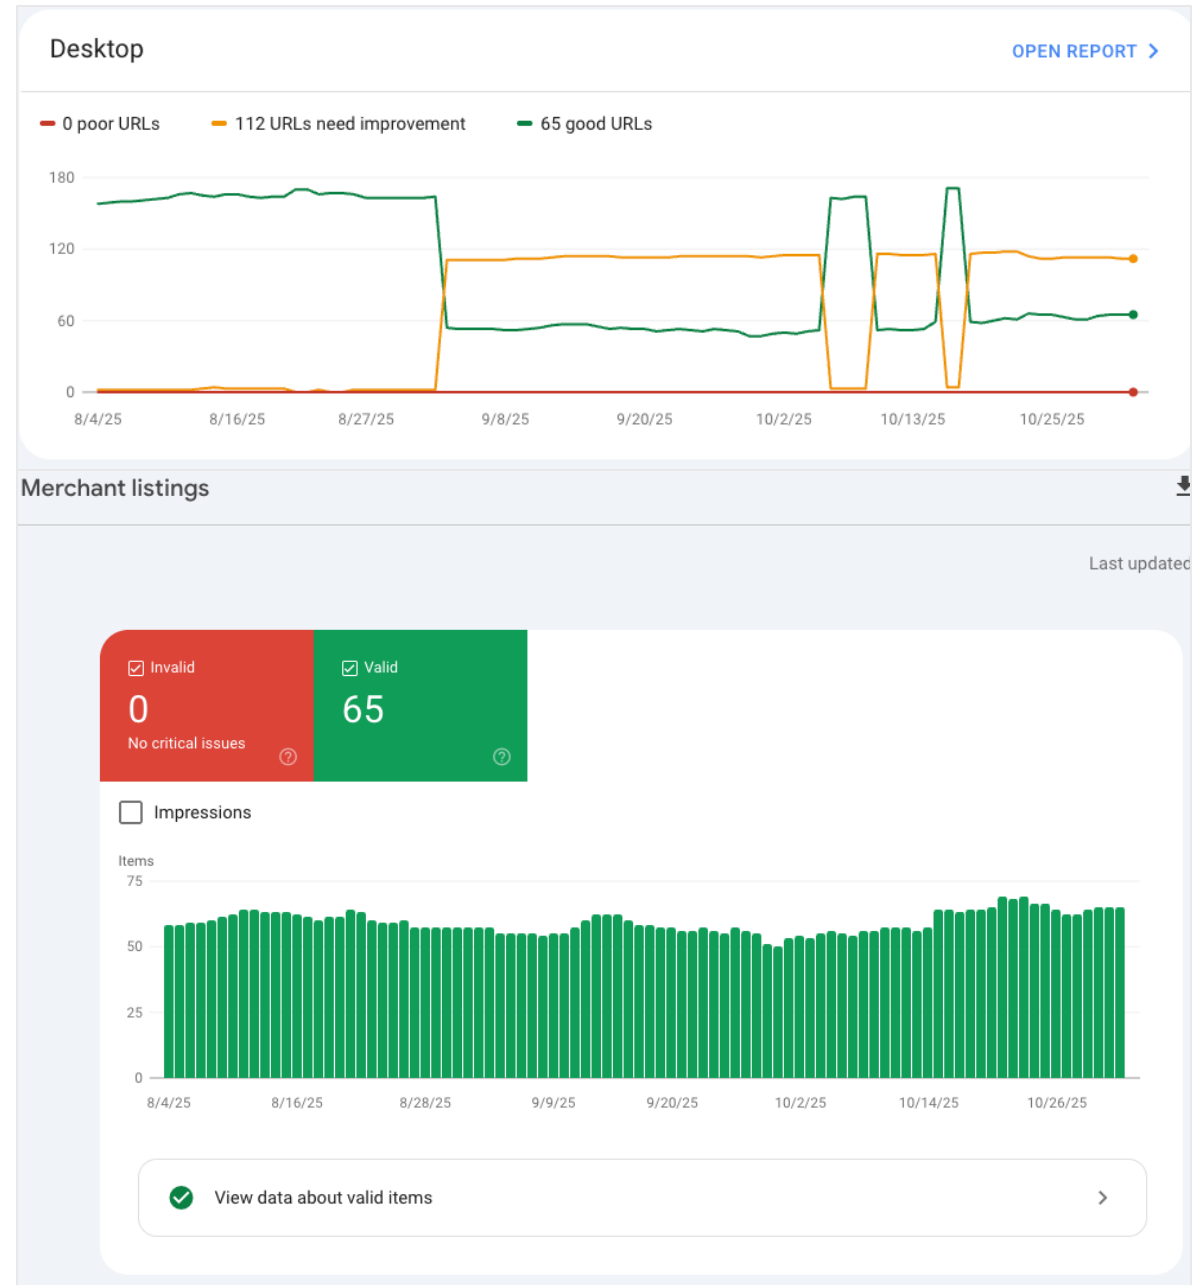 Desktop
OPEN REPORT
0 poor URLs 112 URLs need improvement 65 good URLs
180
120
60
0
8/4/25 8/16/25 8/27/25 9/8/25 9/20/25 10/2/25 10/13/25 10/25/25
Merchant listings
Last updated
Invalid
0
No critical issues
Valid
65
Impressions
Items
75
50
25
0
8/4/25 8/16/25 8/28/25 9/9/25 9/20/25 10/2/25 10/14/25 10/26/25
View data about valid items